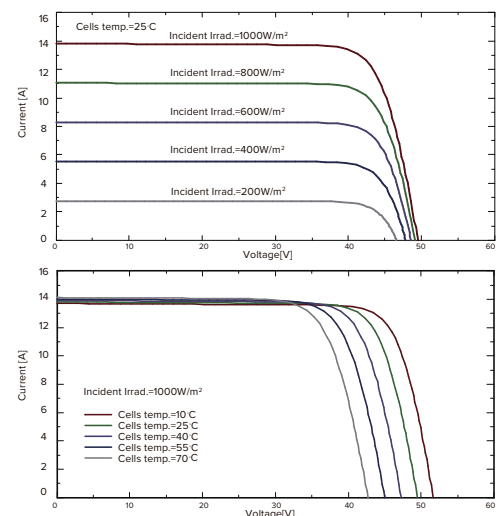 16
Cells temp.=25·C
Incident Irrad.=1000W/m²
14
12
Incident Irrad.=800W/m²
10
Incident Irrad.=600W/m²
8
6
Incident Irrad.=400W/m²
4
Incident Irrad.=200W/m²
2
0
Current [A]
0 10 20 30 40 50 60
Voltage[V]
16
14
12
10
8
Incident Irrad.=1000W/m²
6
Cells temp.=10·C
Cells temp.=25·C
4
Cells temp.=40·C
Cells temp.=55·C
Cells temp.=70·C
2
0
Current [A]
0 10 20 30 40 50 60
Voltage[V]